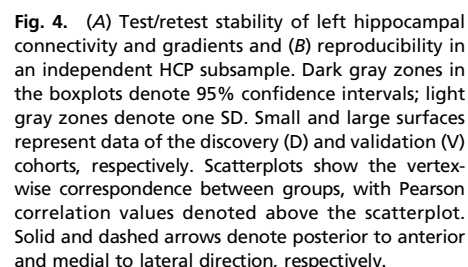 Fig. 4. (A) Test/retest stability of left hippocampal
connectivity and gradients and (B) reproducibility in
an independent HCP subsample. Dark gray zones in
the boxplots denote 95% confidence intervals; light
gray zones denote one SD. Small and large surfaces
represent data of the discovery (D) and validation (V)
cohorts, respectively. Scatterplots show the vertex-
wise correspondence between groups, with Pearson
correlation values denoted above the scatterplot.
Solid and dashed arrows denote posterior to anterior
and medial to lateral direction, respectively.